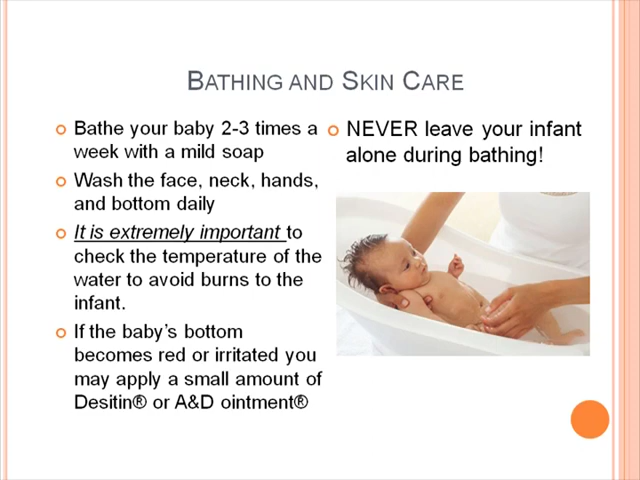 BATHING AND SKIN CARE
Bathe your baby 2-3 times a
week with a mild soap
Wash the face, neck, hands,
and bottom daily
It is extremely important to
check the temperature of the
water to avoid burns to the
infant.
If the baby's bottom
becomes red or irritated you
may apply a small amount of
Desitin® or A&D ointment®
NEVER leave your infant
alone during bathing!